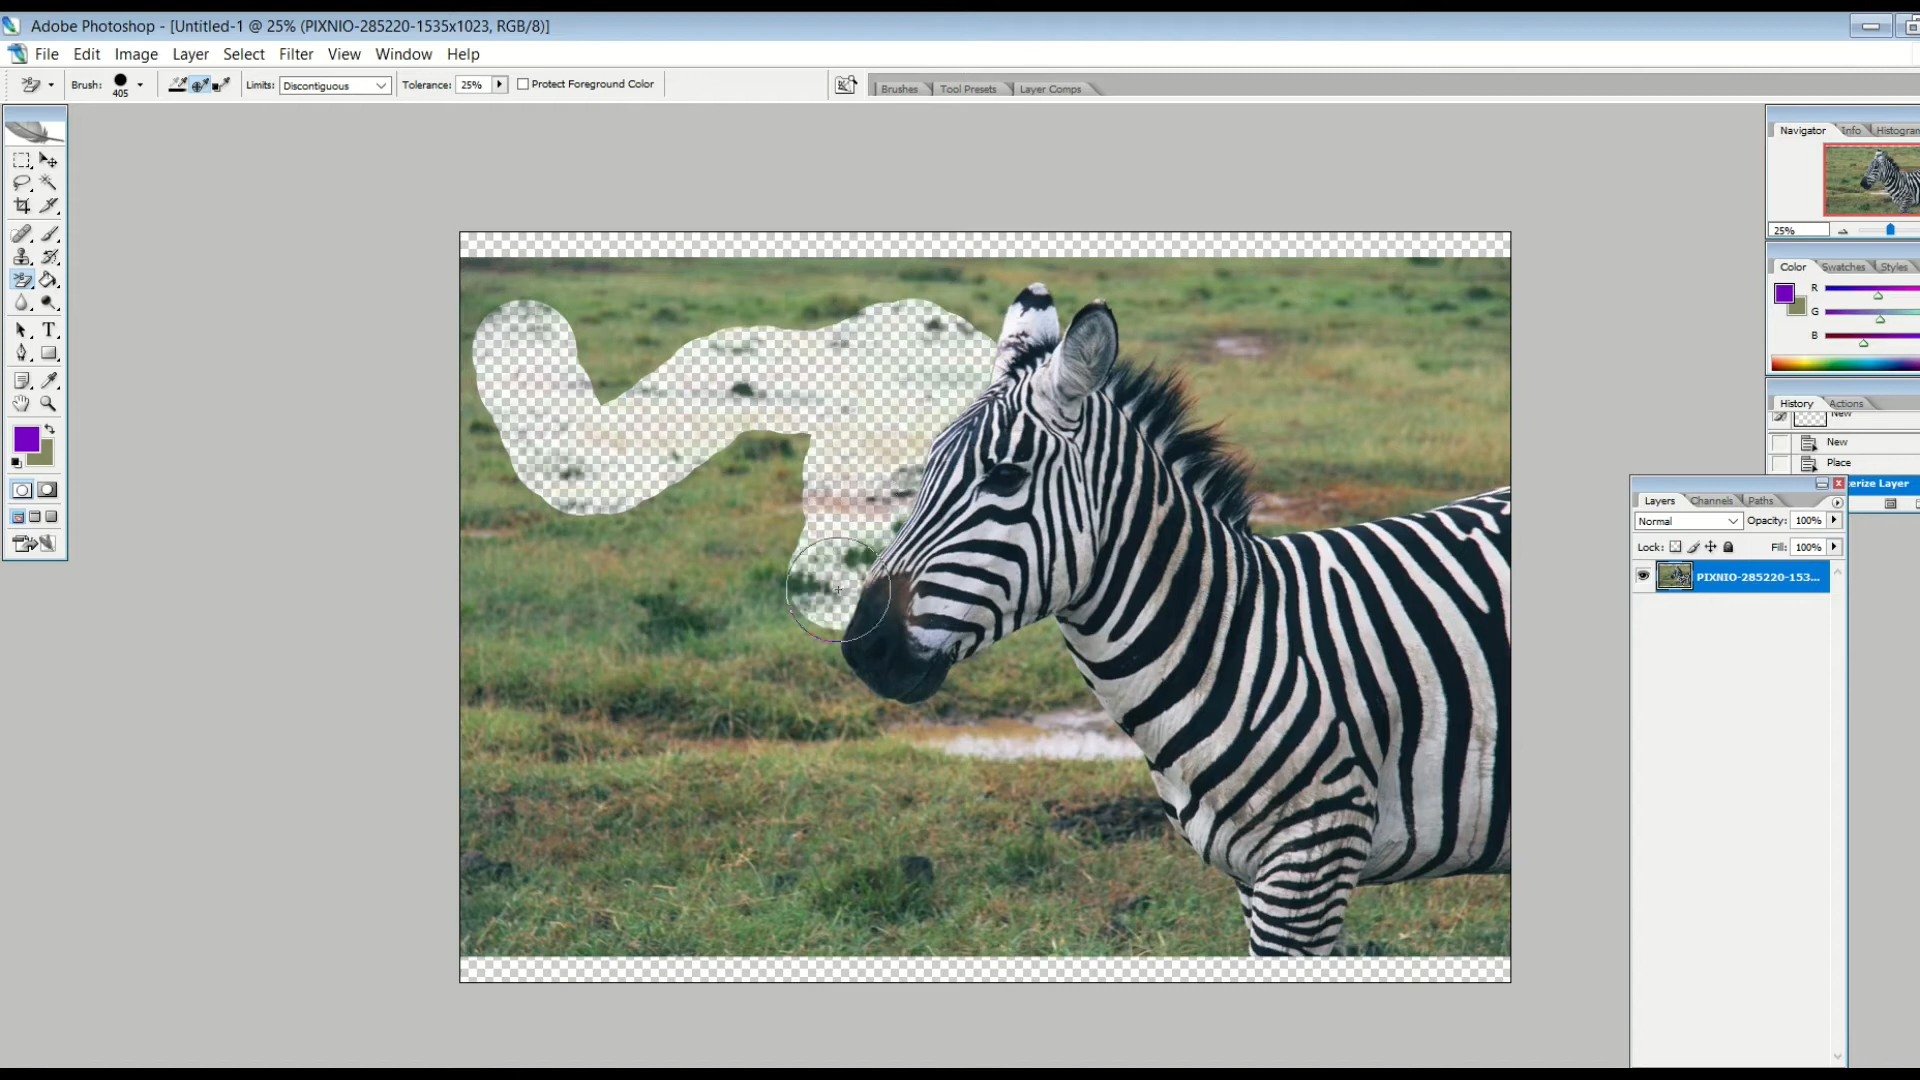 Adobe Photoshop - [Untitled-1 @ 25% (PIXNIO-285220-1535x1023, RGB/8)]
File Edit Image Layer Select Filter View Window Help
Brush: 405 Limits: Discontiguous Tolerance: 25% Protect Foreground Color
Brushes Tool Presets Layer Comps
Navigator Info Histogran
25%
Color Swatches Styles
R
G
B
History Actions
New
New
Place
terize Layer
Layers Channels Paths
Normal Opacity: 100%
Lock: Fill: 100%
PIXNIO-285220-153...
T